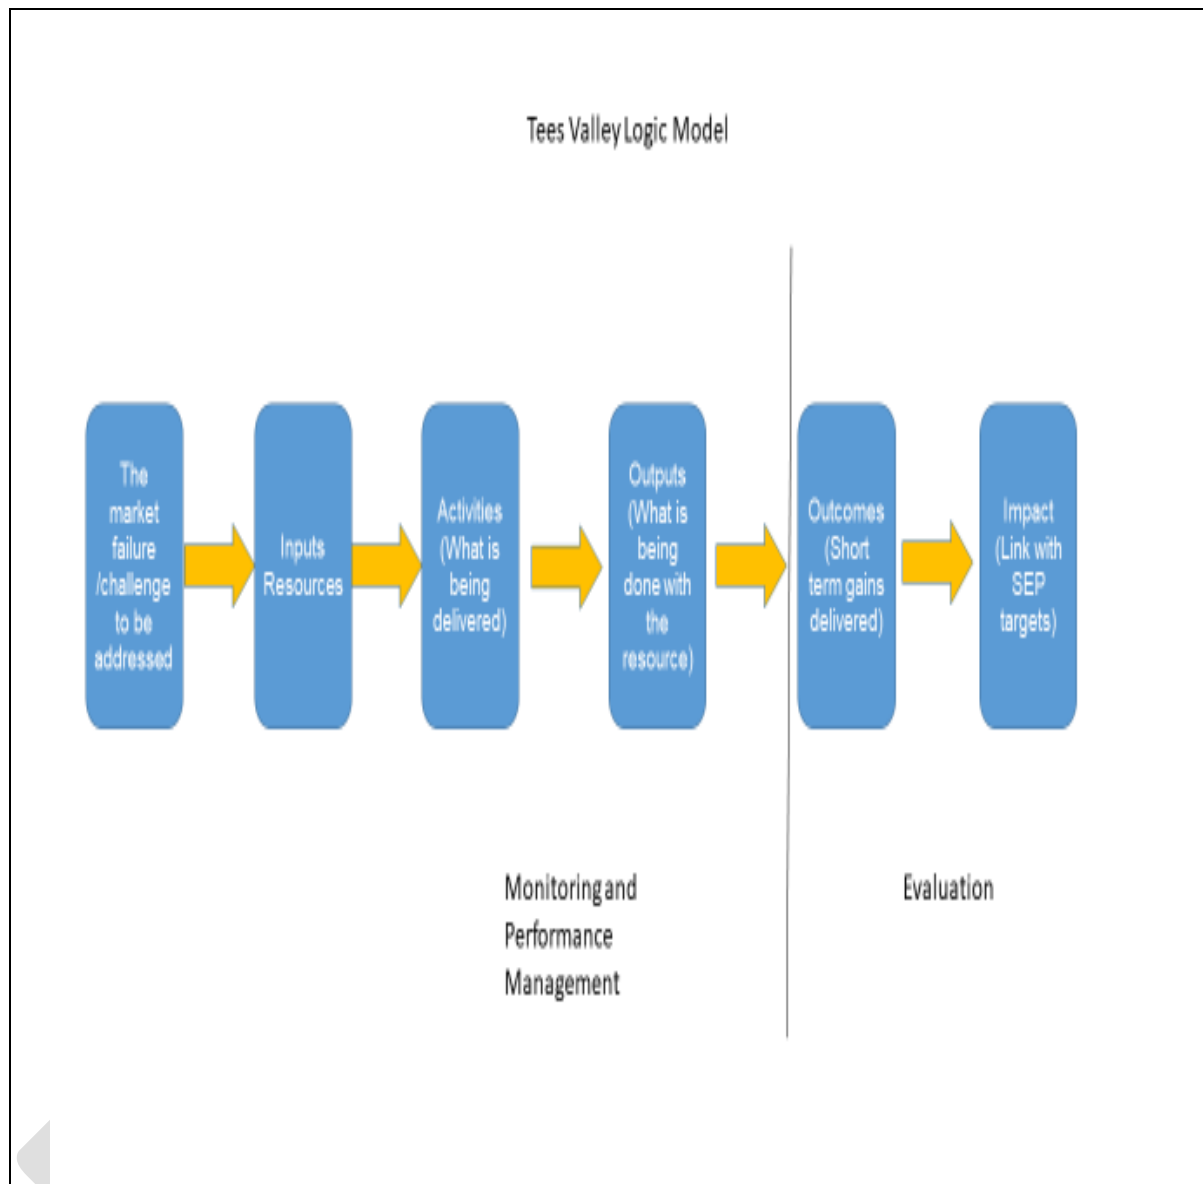 Tees Valley Logic Model
The
market
failure
/challenge
to be
addressed
Inputs
Resources
Activities
(What is
being
delivered)
Outputs
(What is
being
done with
the
resource)
Outcomes
(Short
term gains
delivered)
Impact
(Link with
SEP
targets)
Monitoring and
Performance
Management
Evaluation